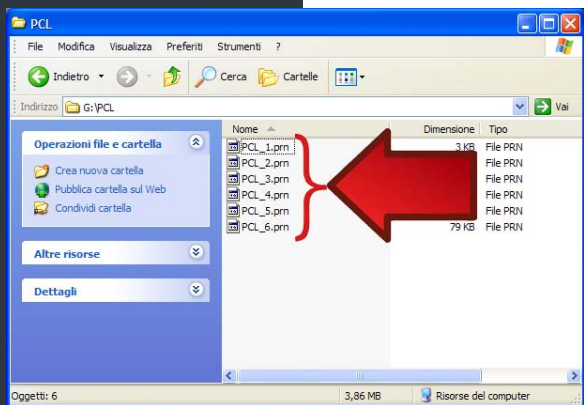 PCL
File Modifica Visualizza Preferiti Strumenti ?
Indietro Cerca Cartelle
Indirizzo G:\PCL Vai
Operazioni file e cartella
Crea nuova cartella
Pubblica cartella sul Web
Condividi cartella
Altre risorse
Dettagli
Nome Dimensione Tipo
PCL_1.prn 3 KB File PRN
PCL_2.prn File PRN
PCL_3.prn File PRN
PCL_4.prn File PRN
PCL_5.prn File PRN
PCL_6.prn 79 KB File PRN
Oggetti: 6 3,86 MB Risorse del computer